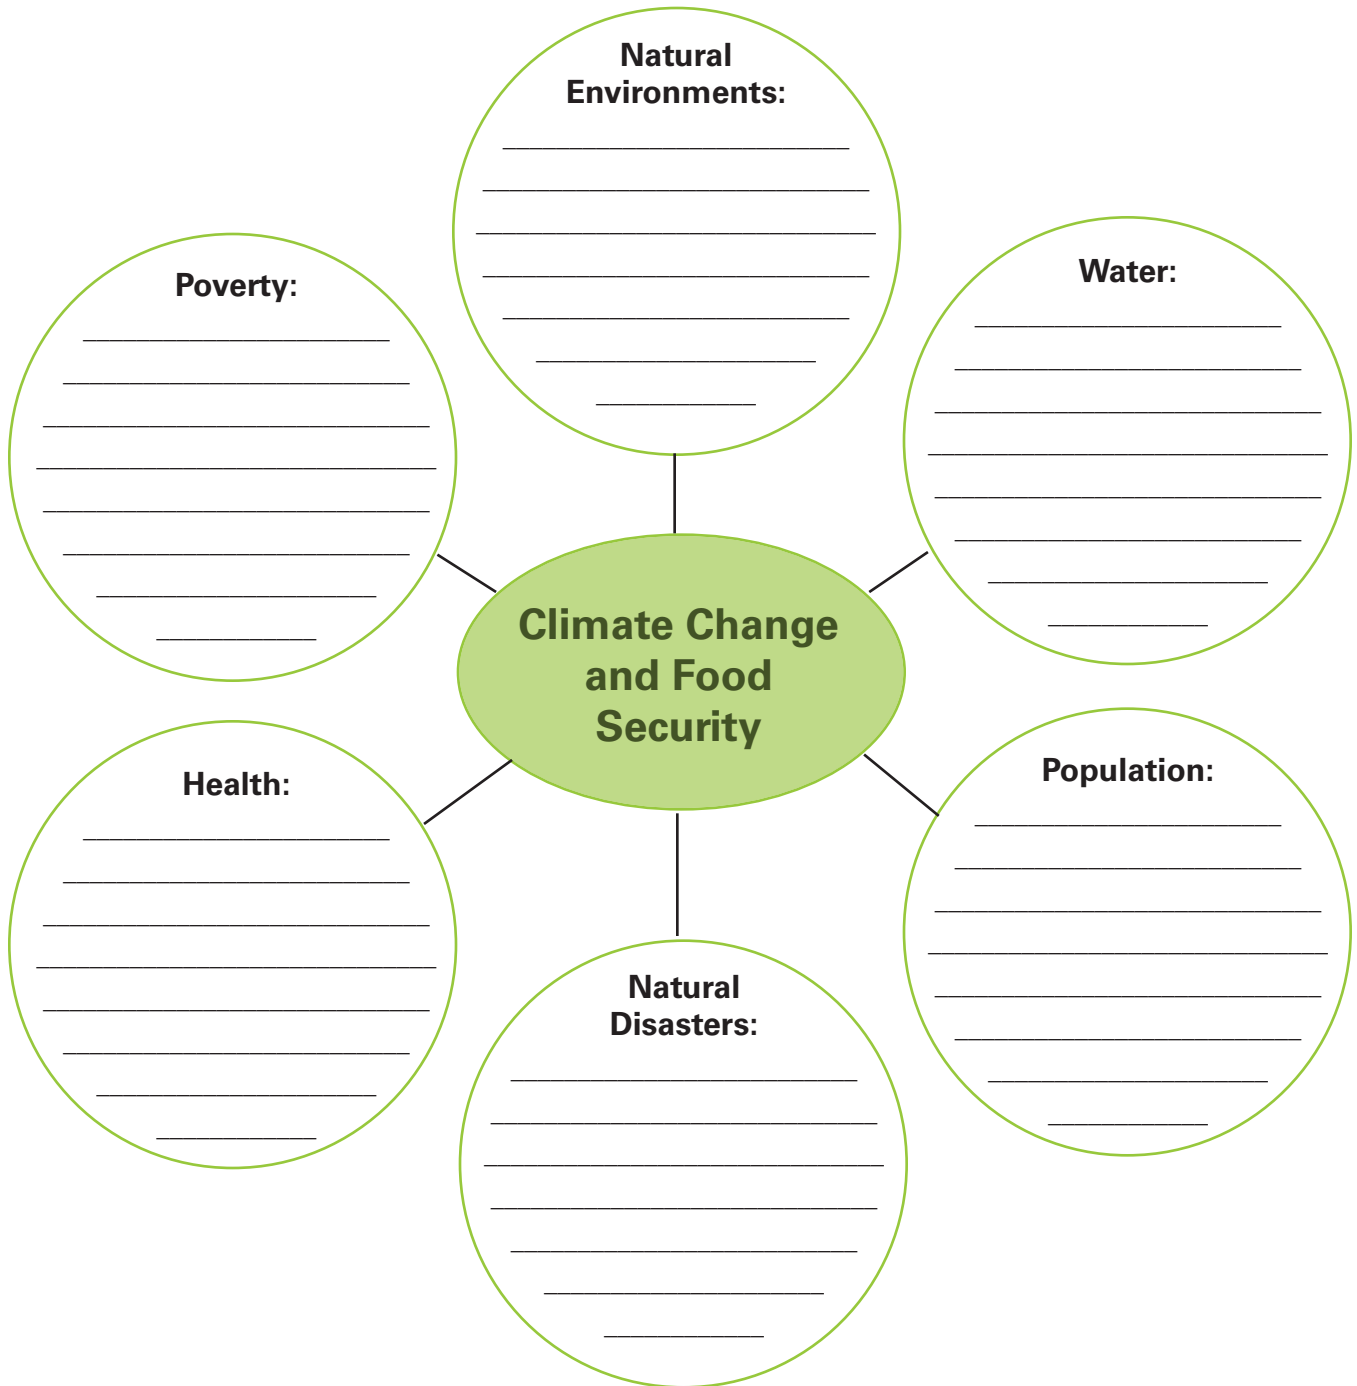 Natural
Environments:
Poverty:
Water:
Climate Change
and Food
Security
Health:
Population:
Natural
Disasters: